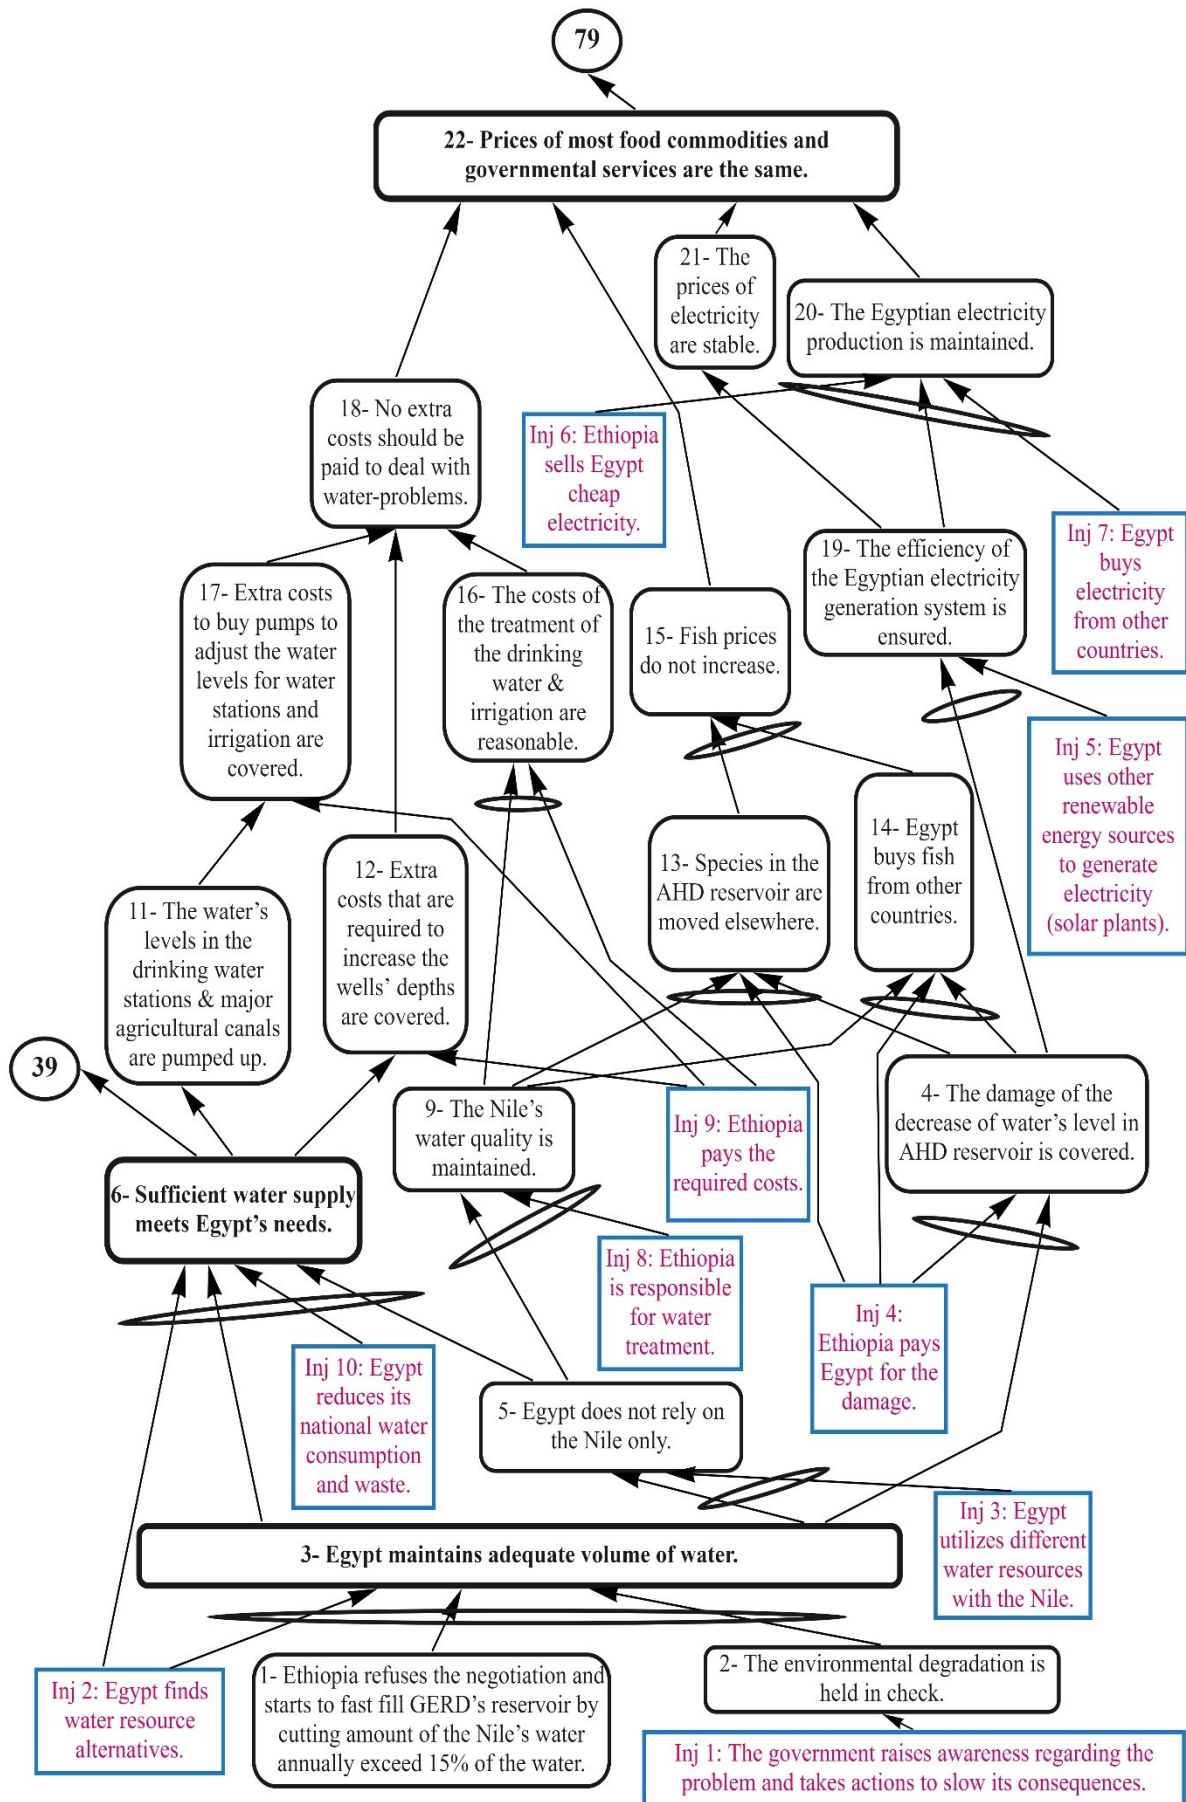 79
22- Prices of most food commodities and
governmental services are the same.
21- The
prices of
electricity
are stable.
20- The Egyptian electricity
production is maintained.
18- No extra
costs should be
paid to deal with
water-problems.
Inj 6: Ethiopia
sells Egypt
cheap
electricity.
19- The efficiency of
the Egyptian electricity
generation system is
ensured.
Inj 7: Egypt
buys
electricity
from other
countries.
17- Extra costs
to buy pumps to
adjust the water
levels for water
stations and
irrigation are
covered.
16- The costs of
the treatment of
the drinking
water &
irrigation are
reasonable.
15- Fish prices
do not increase.
Inj 5: Egypt
uses other
renewable
energy sources
to generate
electricity
(solar plants).
14- Egypt
buys fish
from other
countries.
13- Species in the
AHD reservoir are
moved elsewhere.
12- Extra
costs that are
required to
increase the
wells’ depths
are covered.
11- The water’s
levels in the
drinking water
stations & major
agricultural canals
are pumped up.
39
9- The Nile’s
water quality is
maintained.
Inj 9: Ethiopia
pays the
required costs.
4- The damage of the
decrease of water’s level in
AHD reservoir is covered.
6- Sufficient water supply
meets Egypt’s needs.
Inj 8: Ethiopia
is responsible
for water
treatment.
Inj 4:
Ethiopia pays
Egypt for the
damage.
Inj 10: Egypt
reduces its
national water
consumption
and waste.
5- Egypt does not rely on
the Nile only.
Inj 3: Egypt
utilizes different
water resources
with the Nile.
3- Egypt maintains adequate volume of water.
Inj 2: Egypt finds
water resource
alternatives.
1- Ethiopia refuses the negotiation and
starts to fast fill GERD’s reservoir by
cutting amount of the Nile’s water
annually exceed 15% of the water.
2- The environmental degradation is
held in check.
Inj 1: The government raises awareness regarding the
problem and takes actions to slow its consequences.